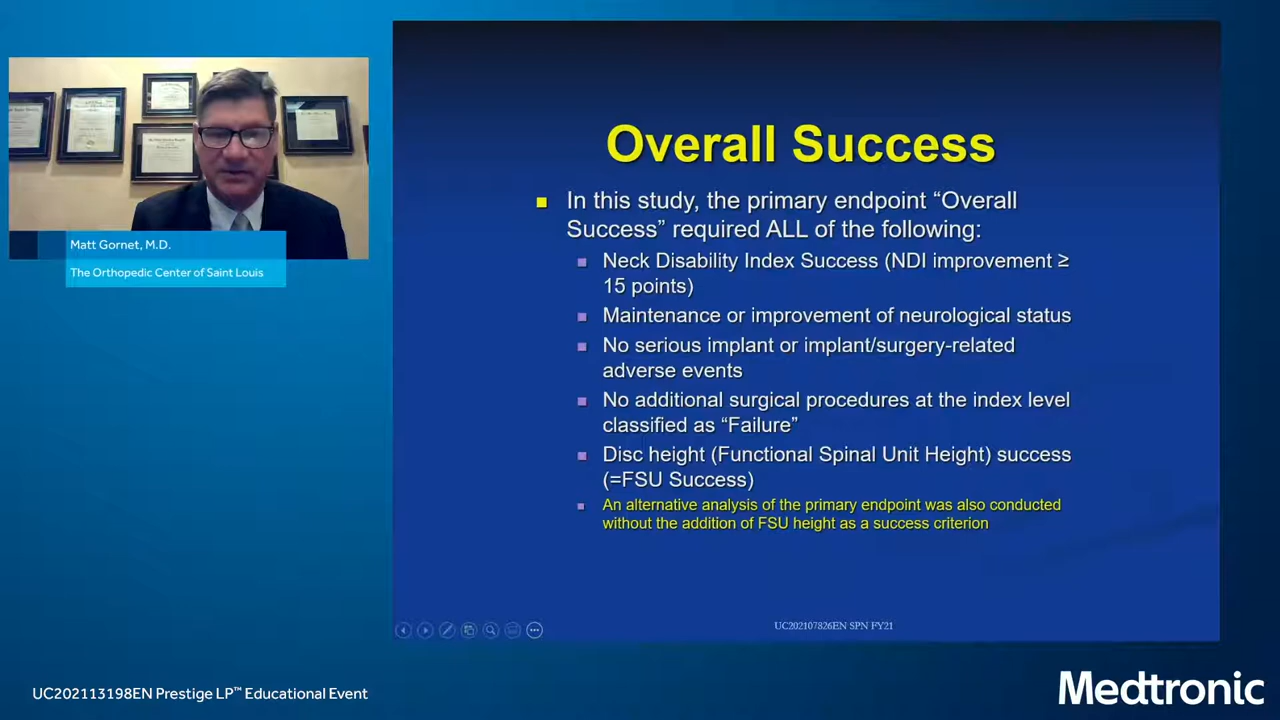 Matt Gornet, M.D.
The Orthopedic Center of Saint Louis
Overall Success
In this study, the primary endpoint “Overall
Success” required ALL of the following:
Neck Disability Index Success (NDI improvement ≥
15 points)
Maintenance or improvement of neurological status
No serious implant or implant/surgery-related
adverse events
No additional surgical procedures at the index level
classified as “Failure”
Disc height (Functional Spinal Unit Height) success
(=FSU Success)
An alternative analysis of the primary endpoint was also conducted
without the addition of FSU height as a success criterion
UC202107826EN SPN FY21
UC202113198EN Prestige LP™ Educational Event
Medtronic